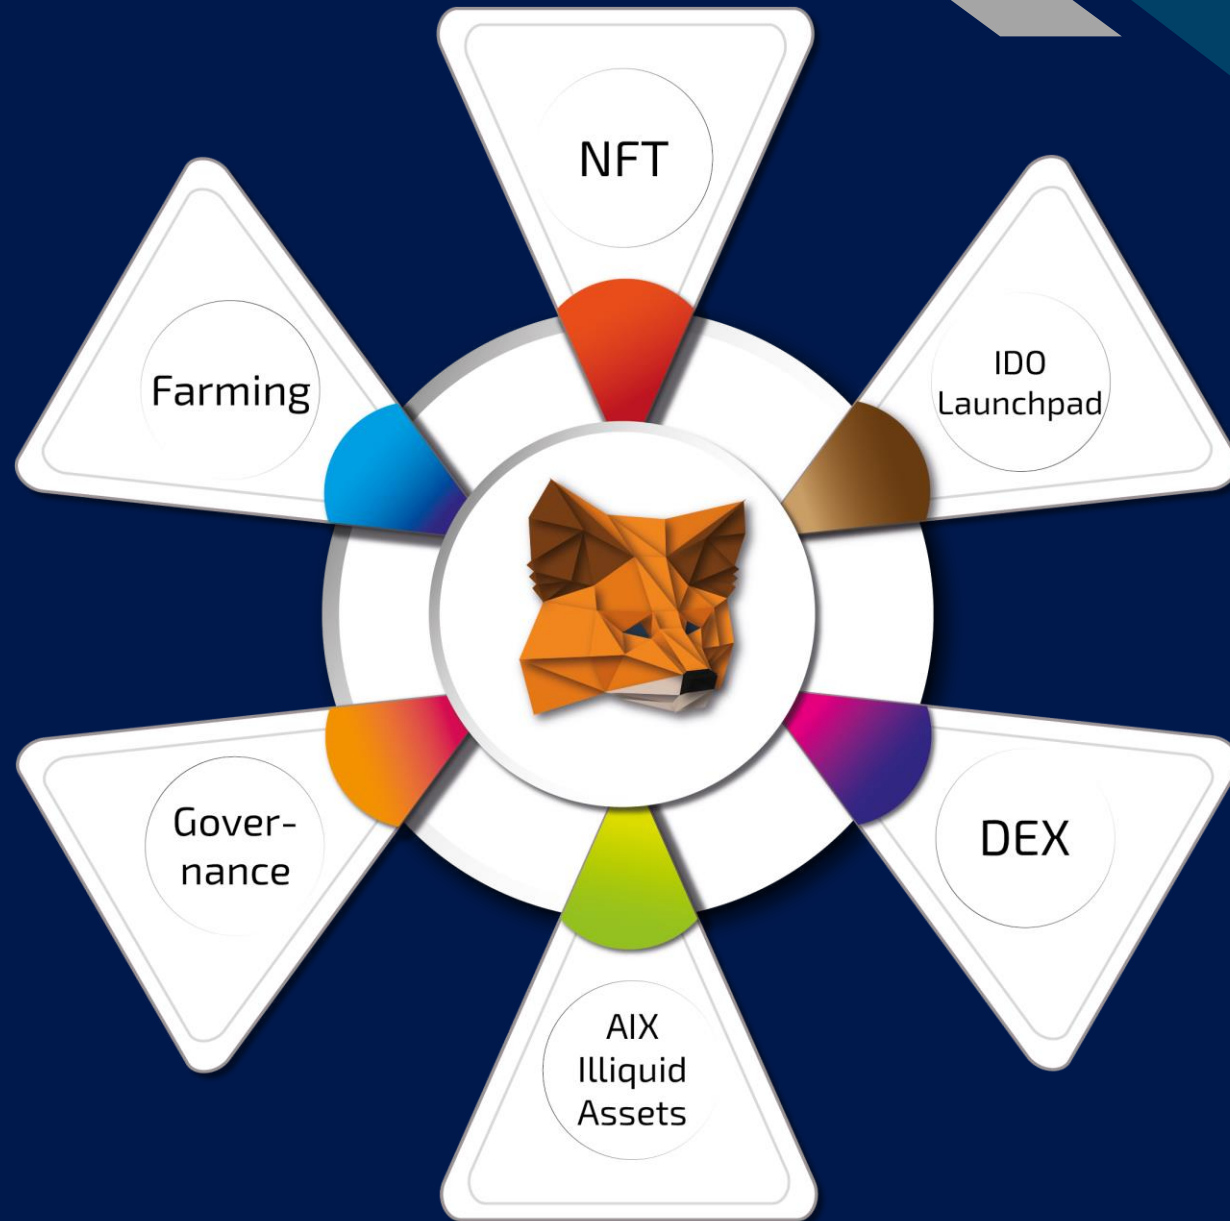 NFT
IDO
Launchpad
Farming
Gover-
nance
DEX
AIX
Illiquid
Assets